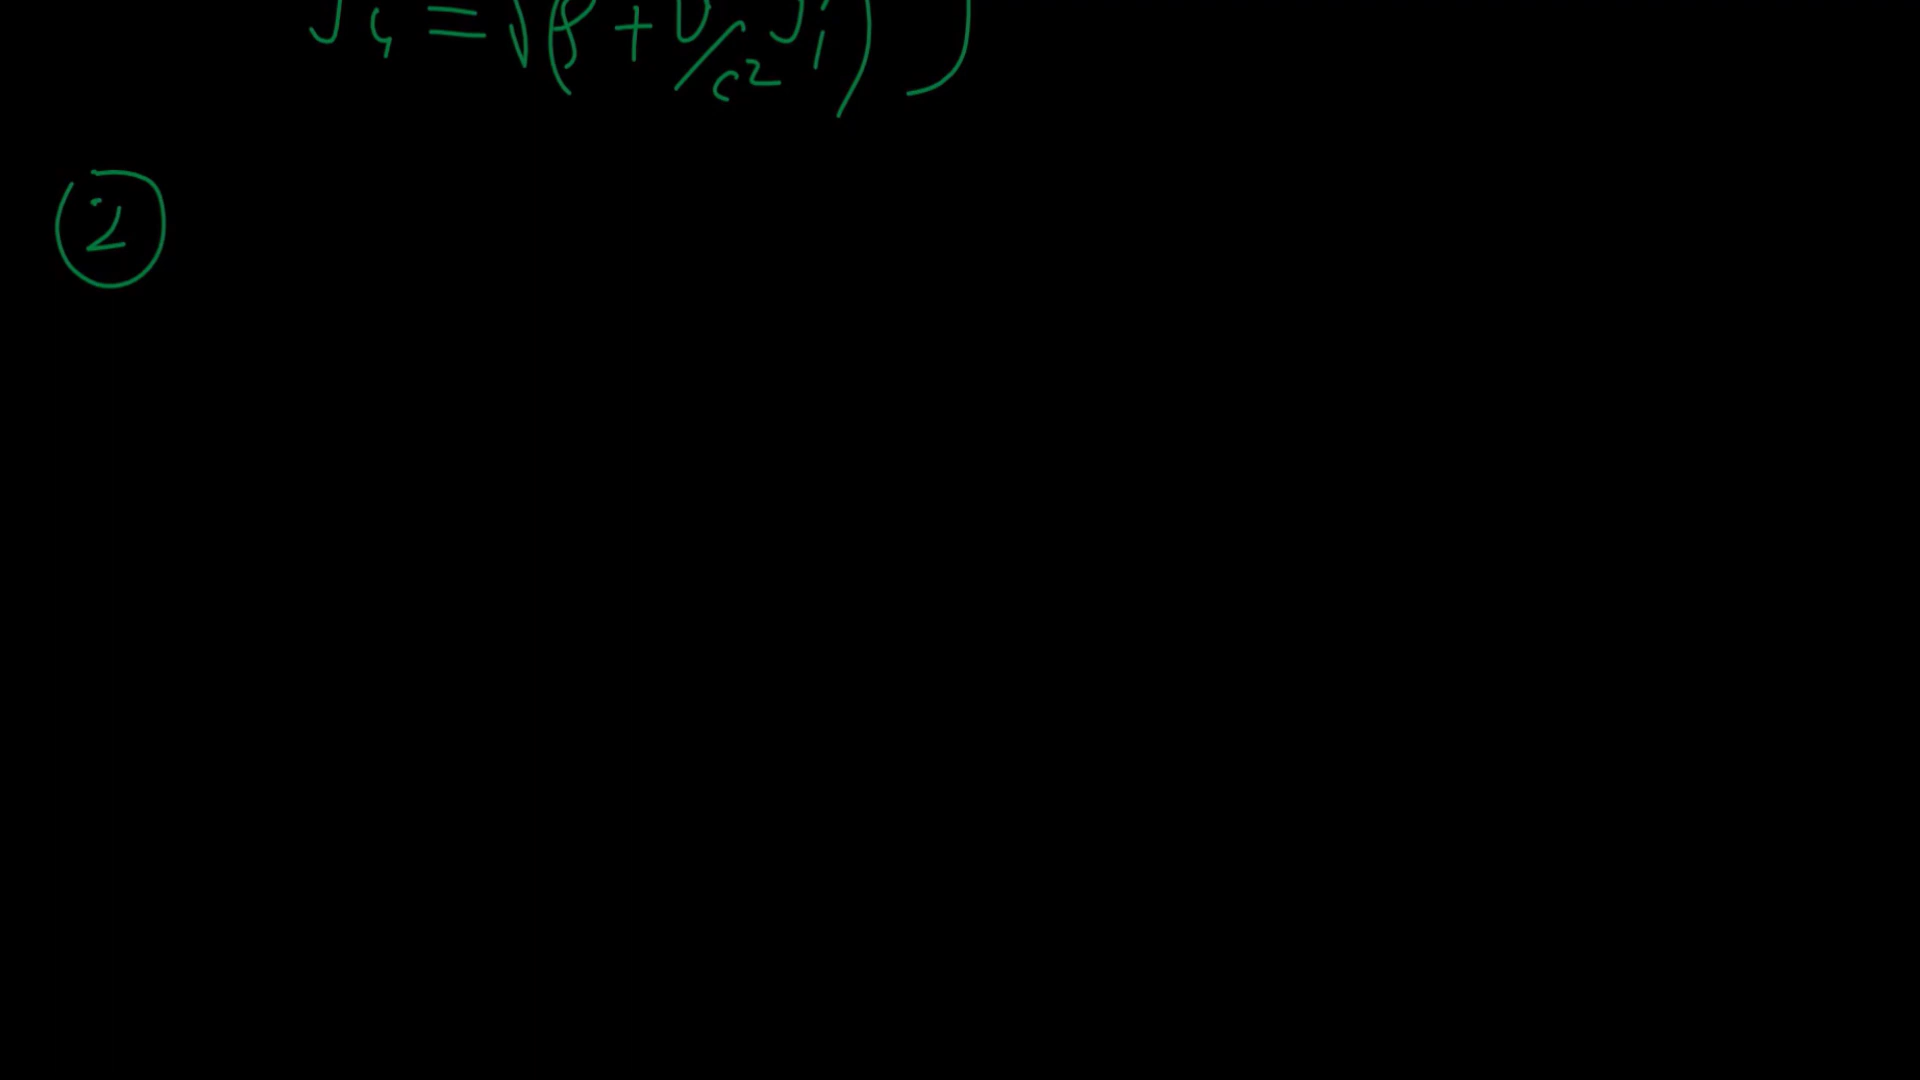 J₄ = √(ρ + v/c² J₁))
②